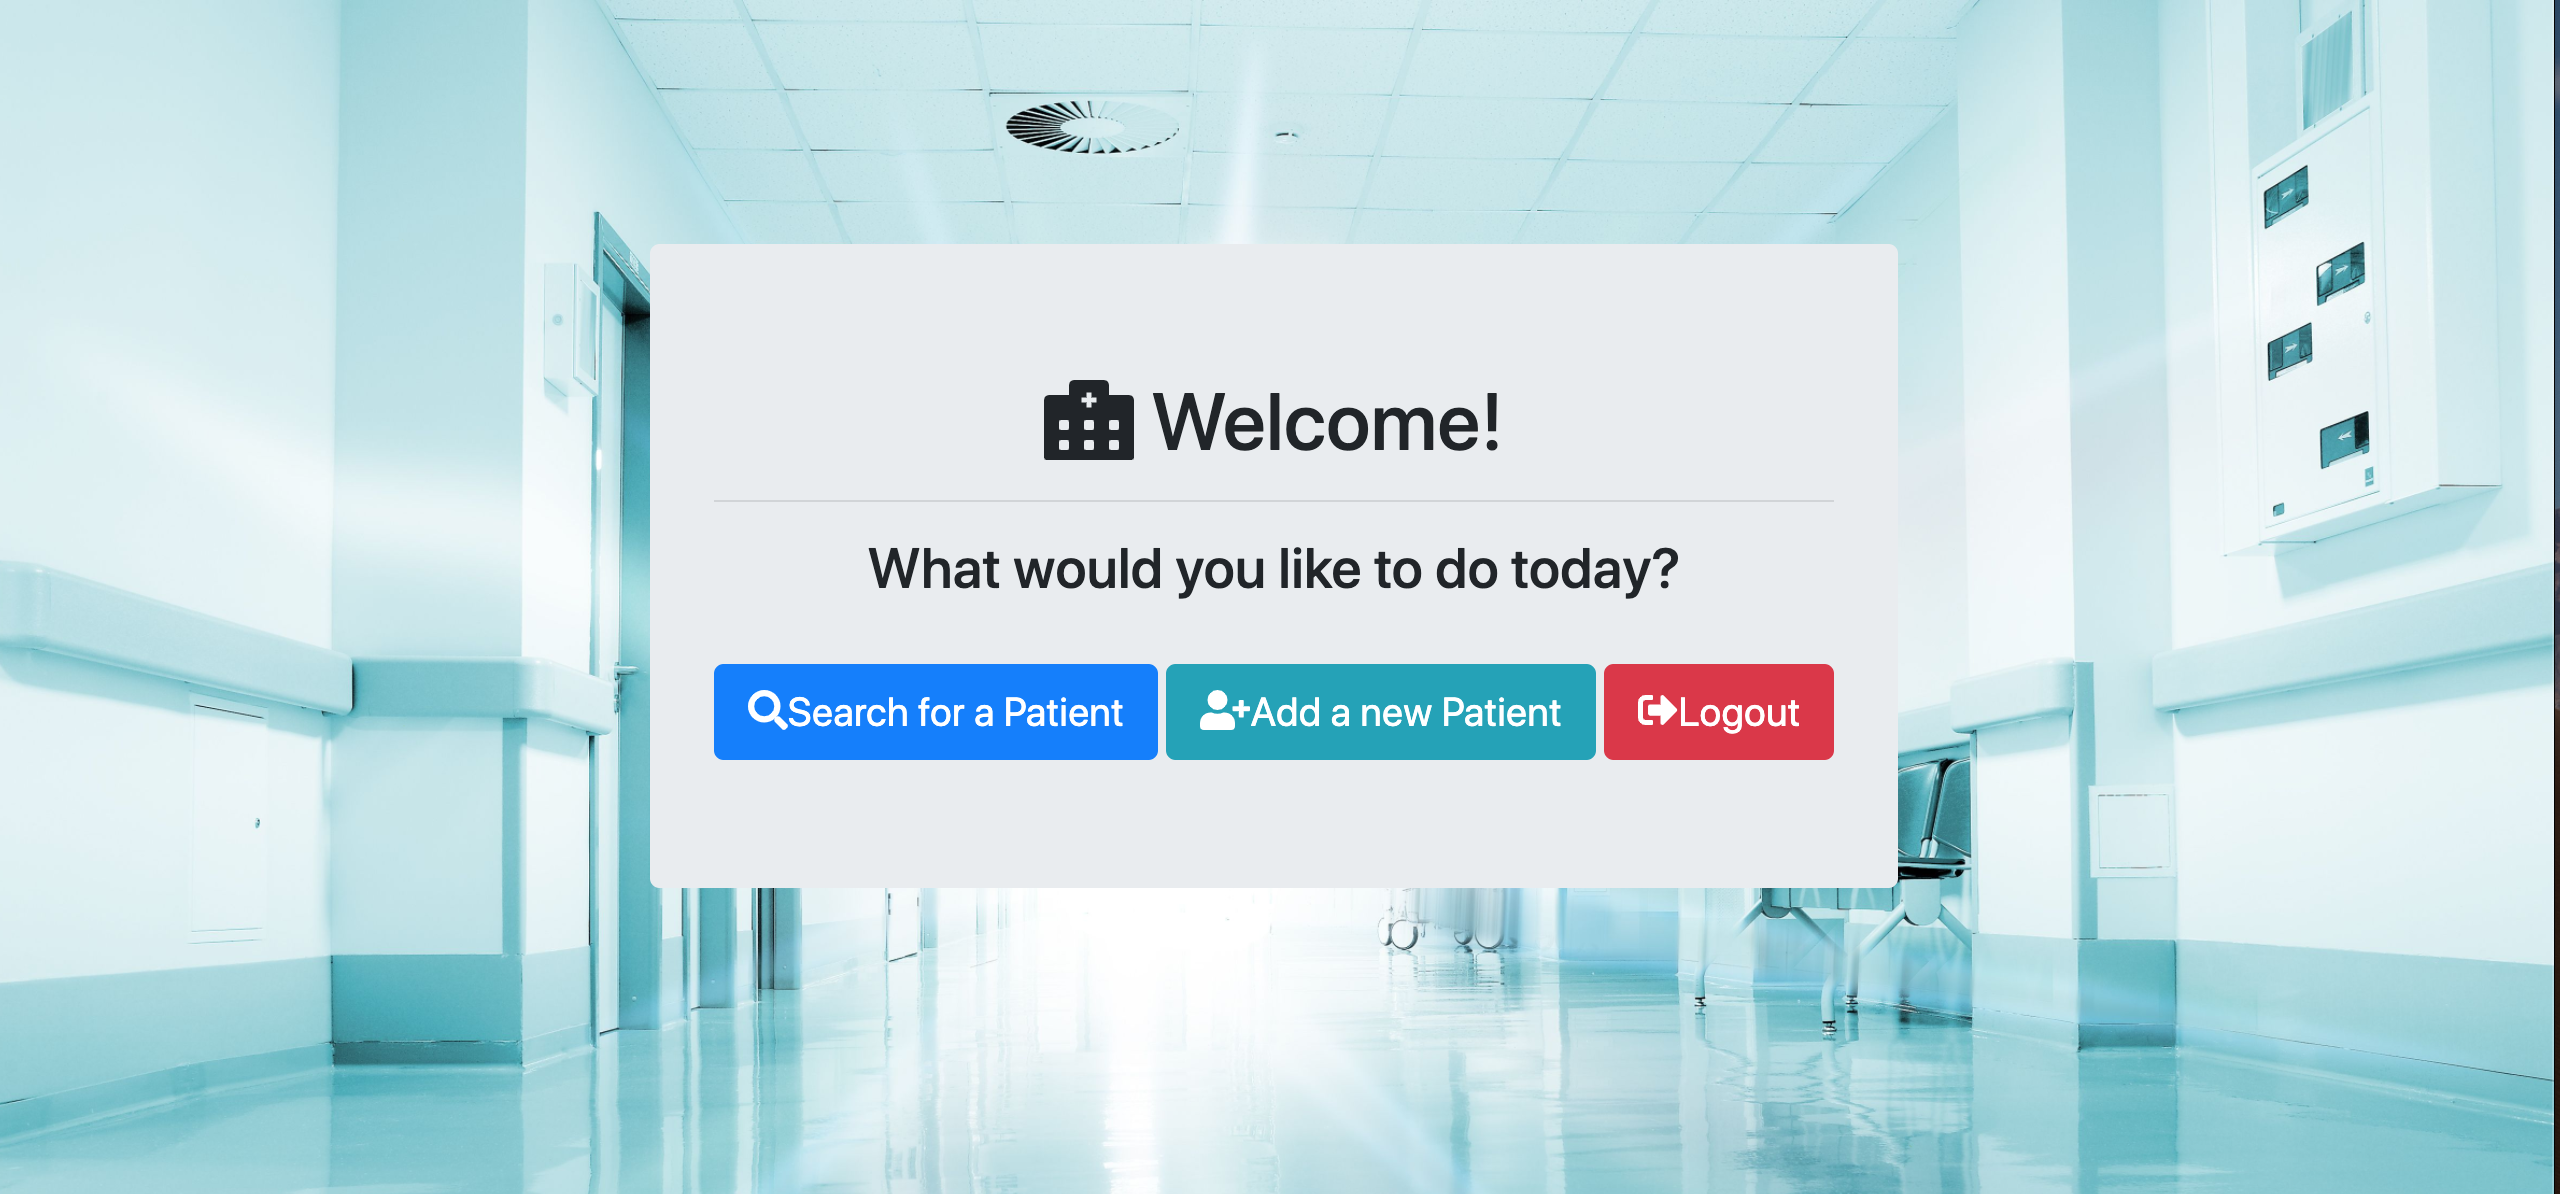 Welcome!
What would you like to do today?
Search for a Patient
Add a new Patient
Logout